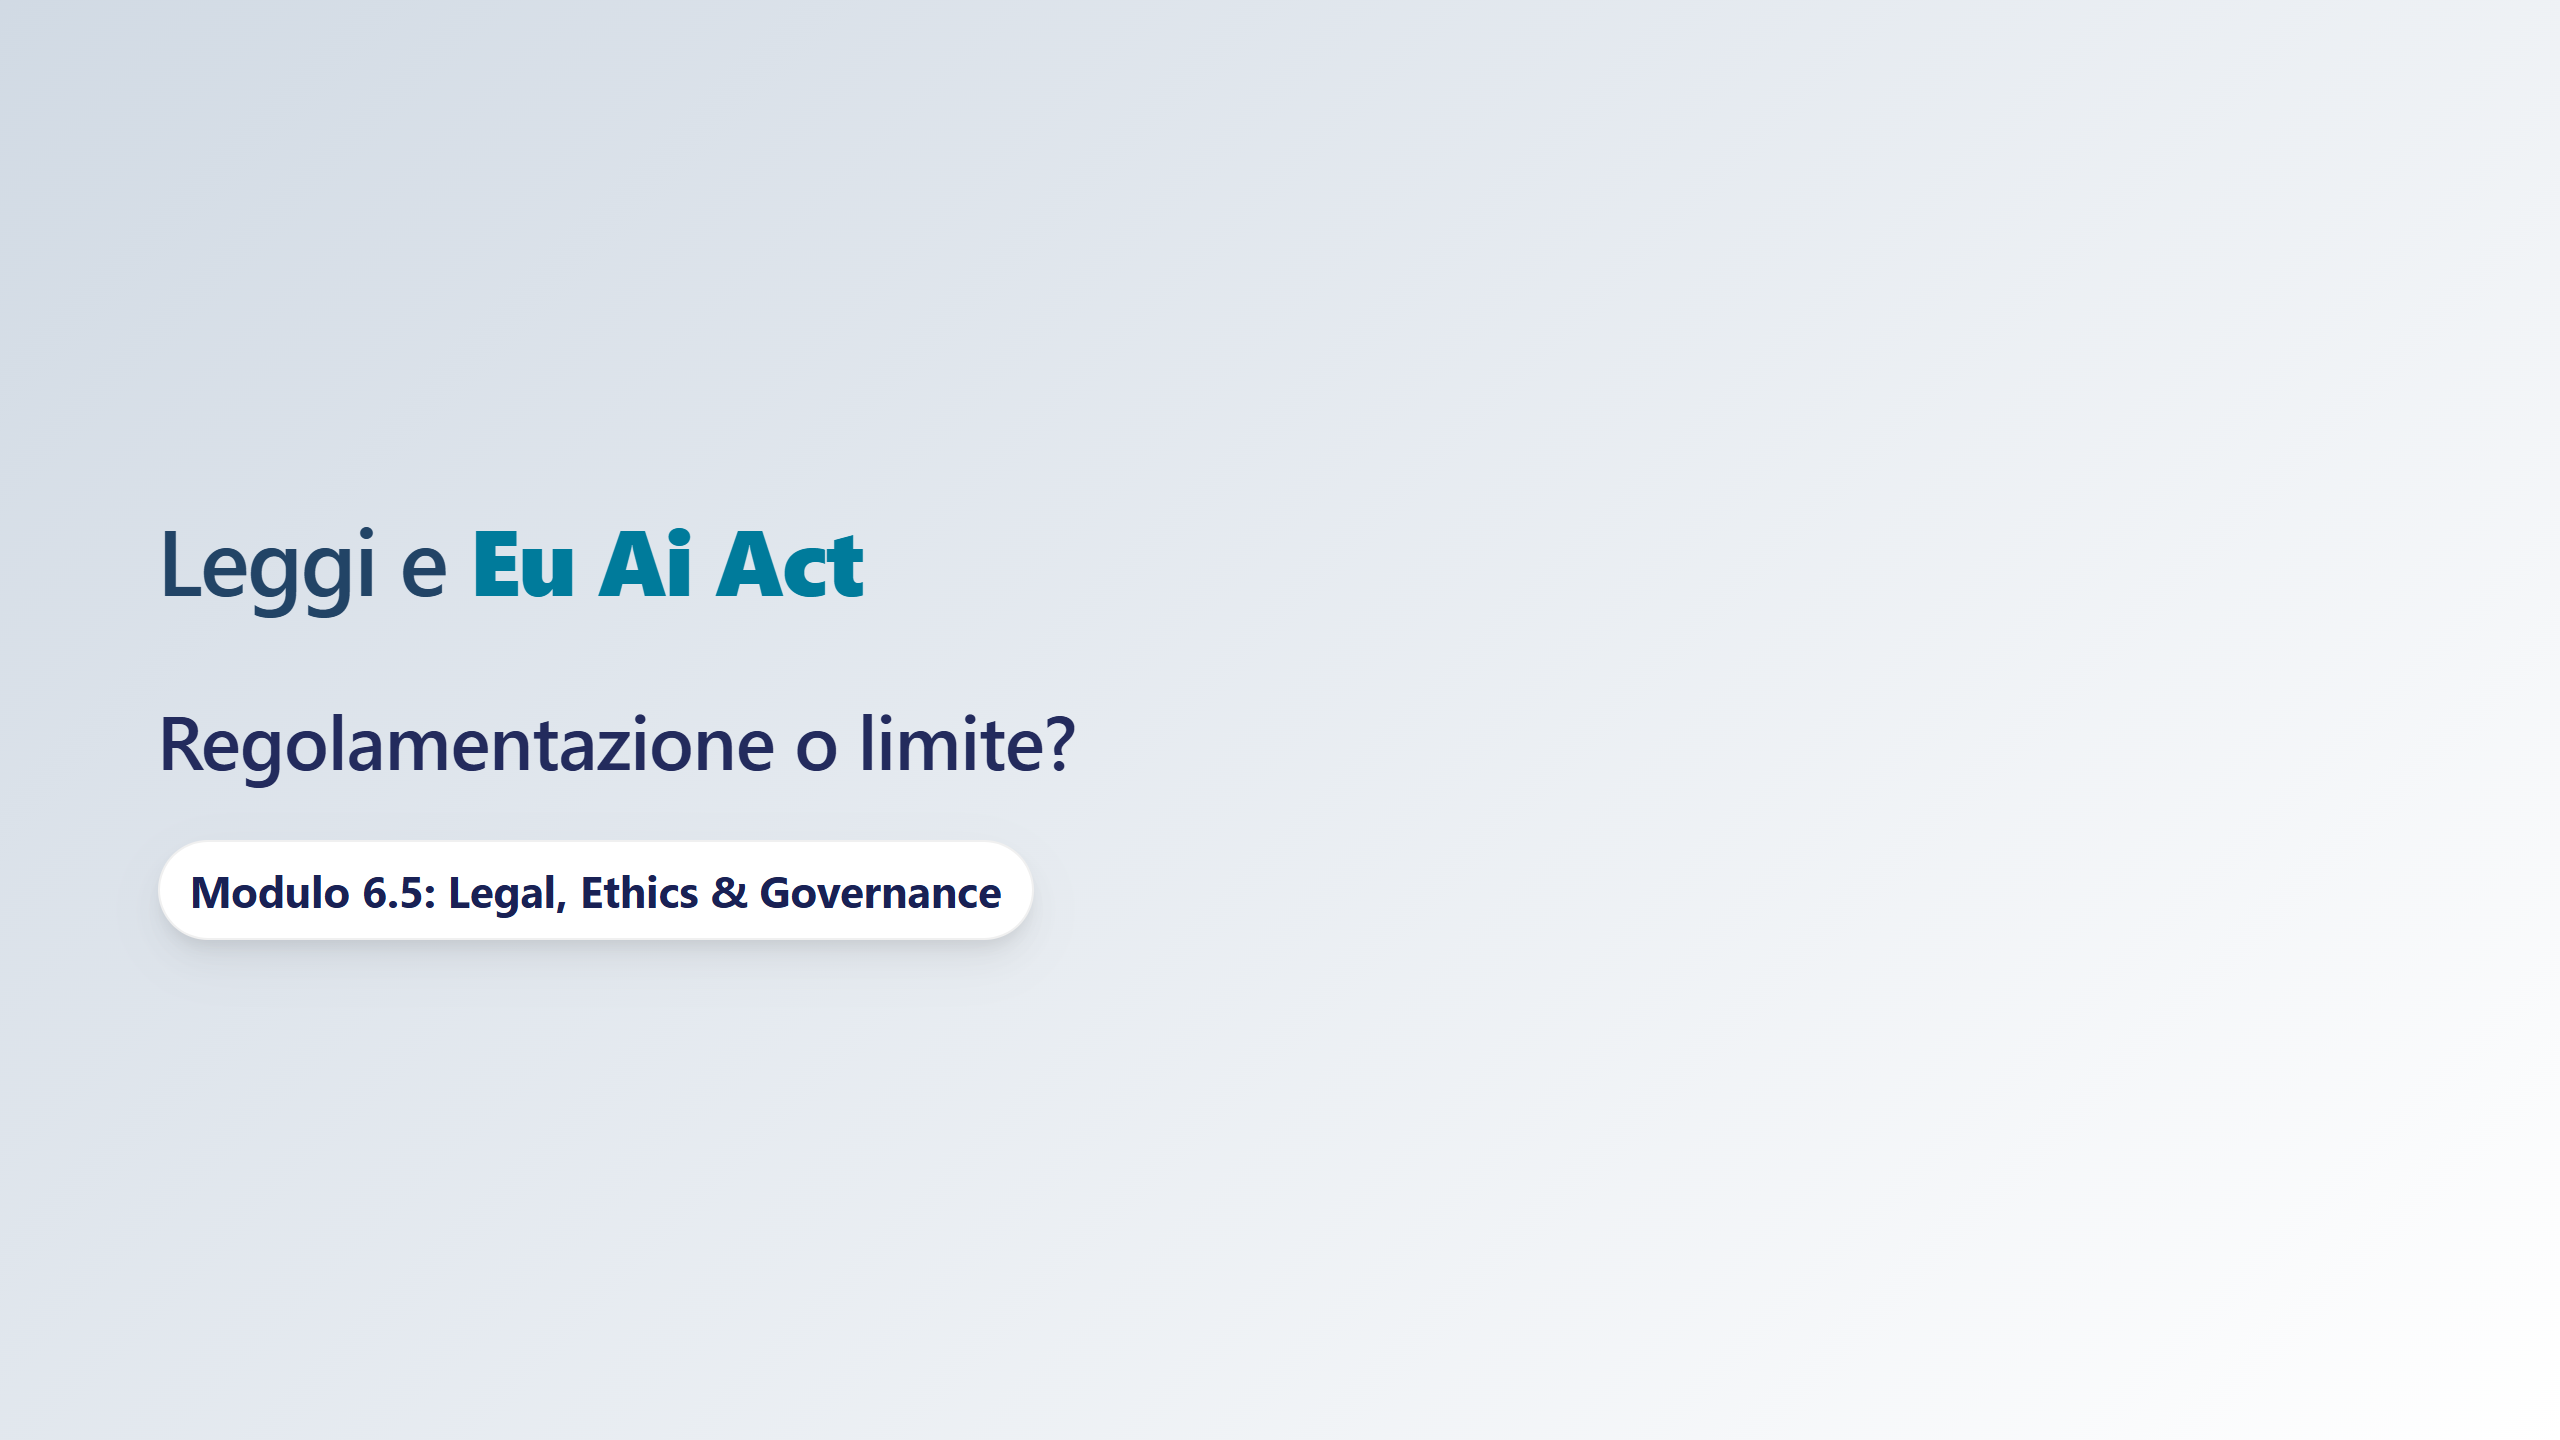 Leggi e Eu Ai Act
Regolamentazione o limite?
Modulo 6.5: Legal, Ethics & Governance